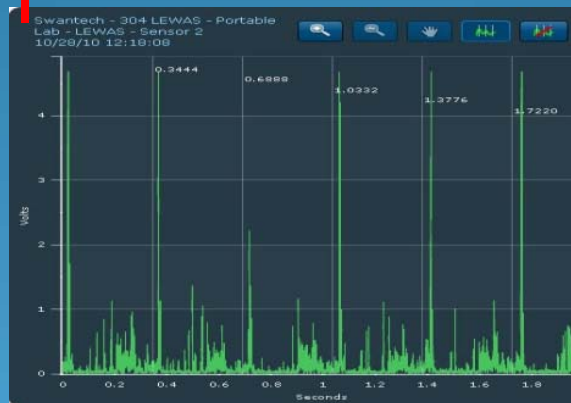 Swantech - 304 LEWAS - Portable
Lab - LEWAS - Sensor 2
10/28/10 12:18:08
0.3444
0.6888
1.0332
1.3776
1.7220
4
3
2
1
0
Volts
0 0.2 0.4 0.6 0.8 1 1.2 1.4 1.6 1.8
Seconds